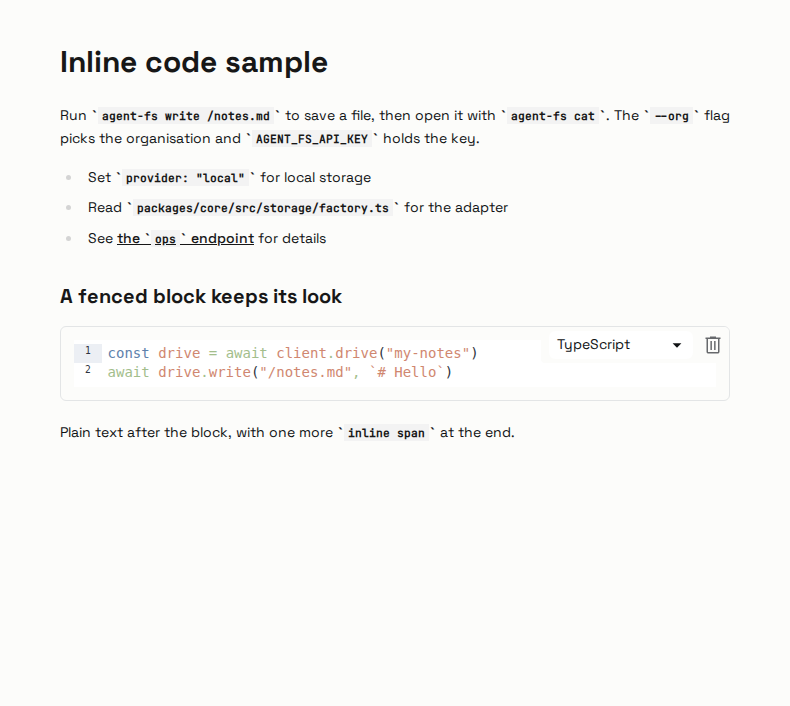 Inline code sample
Run `agent-fs write /notes.md` to save a file, then open it with `agent-fs cat`. The `--org` flag
picks the organisation and `AGENT_FS_API_KEY` holds the key.
Set `provider: "local"` for local storage
Read `packages/core/src/storage/factory.ts` for the adapter
See the `ops` endpoint for details
A fenced block keeps its look
TypeScript
1 const drive = await client.drive("my-notes")
2 await drive.write("/notes.md", `# Hello`)
Plain text after the block, with one more `inline span` at the end.